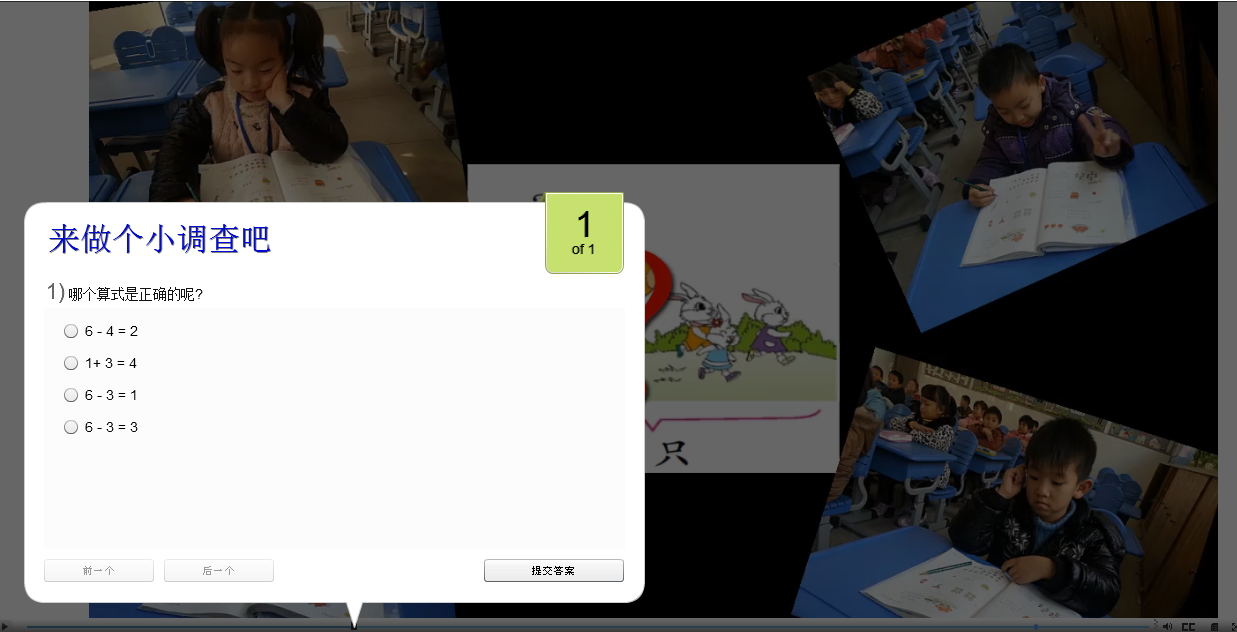 来做个小调查吧
1
of 1
1) 哪个算式是正确的呢?
6 - 4 = 2
1+ 3 = 4
6 - 3 = 1
6 - 3 = 3
前一个
后一个
提交答案
只
CC